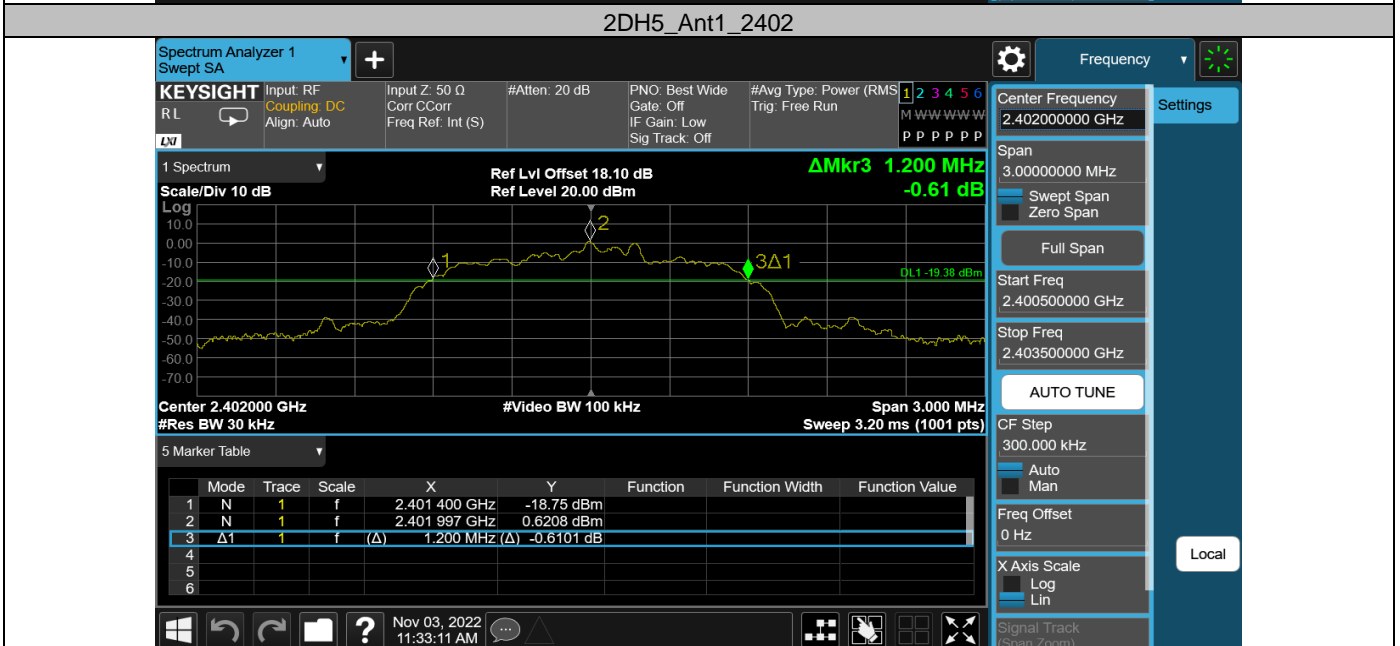 2DH5_Ant1_2402
Spectrum Analyzer 1
Swept SA
+
Frequency
KEYSIGHT
R L
LXI
Input: RF
Coupling: DC
Align: Auto
Input Z: 50 Ω
Corr CCorr
Freq Ref: Int (S)
#Atten: 20 dB
PNO: Best Wide
Gate: Off
IF Gain: Low
Sig Track: Off
#Avg Type: Power (RMS
Trig: Free Run
1 2 3 4 5 6
M W W W W W
P P P P P P
1 Spectrum
Scale/Div 10 dB
Ref Lvl Offset 18.10 dB
Ref Level 20.00 dBm
ΔMkr3 1.200 MHz
-0.61 dB
Log
10.0
0.00
-10.0
-20.0
-30.0
-40.0
-50.0
-60.0
-70.0
1
2
3Δ1
DL1 -19.38 dBm
Center 2.402000 GHz
#Res BW 30 kHz
#Video BW 100 kHz
Span 3.000 MHz
Sweep 3.20 ms (1001 pts)
5 Marker Table
Mode Trace Scale X Y Function Function Width Function Value
1 N 1 f 2.401 400 GHz -18.75 dBm
2 N 1 f 2.401 997 GHz 0.6208 dBm
3 Δ1 1 f (Δ) 1.200 MHz (Δ) -0.6101 dB
4
5
6
?
Nov 03, 2022
11:33:11 AM
Center Frequency
2.402000000 GHz
Span
3.00000000 MHz
Swept Span
Zero Span
Full Span
Start Freq
2.400500000 GHz
Stop Freq
2.403500000 GHz
AUTO TUNE
CF Step
300.000 kHz
Auto
Man
Freq Offset
0 Hz
X Axis Scale
Log
Lin
Signal Track
(Span Zoom)
Settings
Local